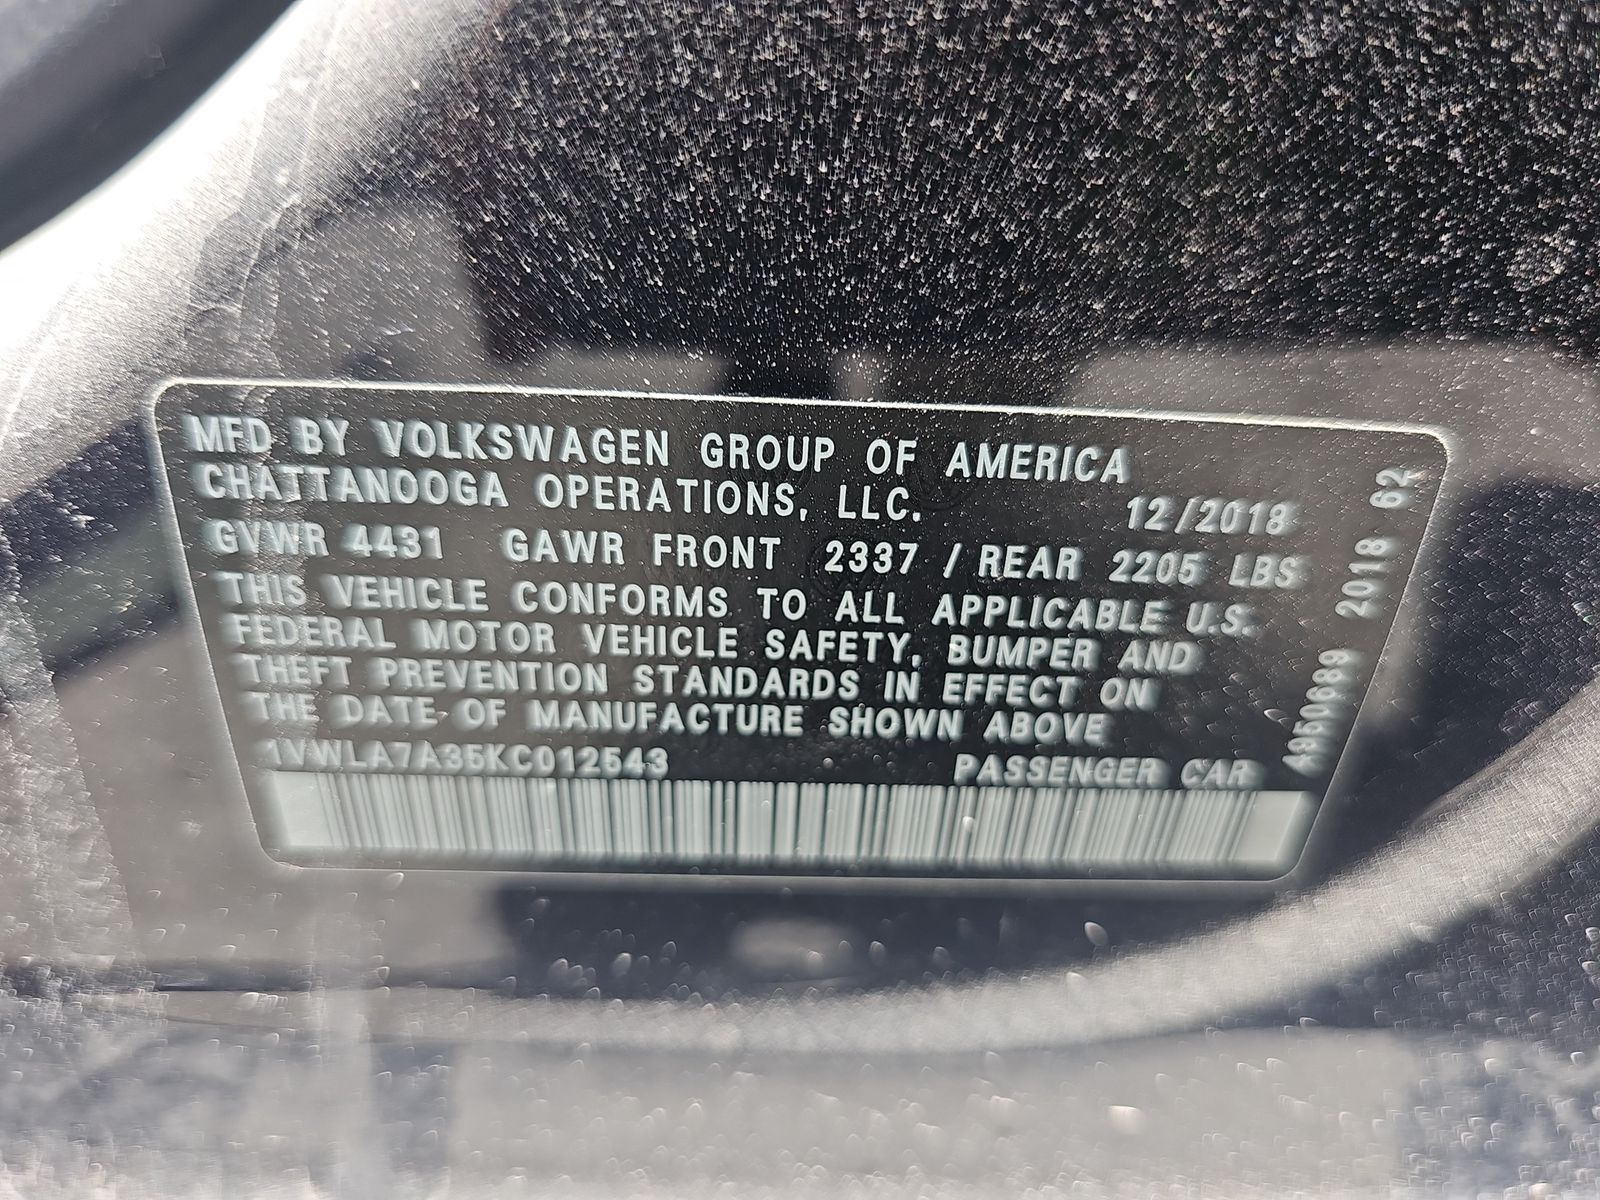 MFD BY VOLKSWAGEN GROUP OF AMERICA
CHATTANOOGA OPERATIONS, LLC.
12/2018
GVWR 4431 GAWR FRONT 2337 / REAR 2205 LBS
THIS VEHICLE CONFORMS TO ALL APPLICABLE U.S.
FEDERAL MOTOR VEHICLE SAFETY, BUMPER AND
THEFT PREVENTION STANDARDS IN EFFECT ON
THE DATE OF MANUFACTURE SHOWN ABOVE
1VWLA7A35KC012543 PASSENGER CAR
A950689 2018 62